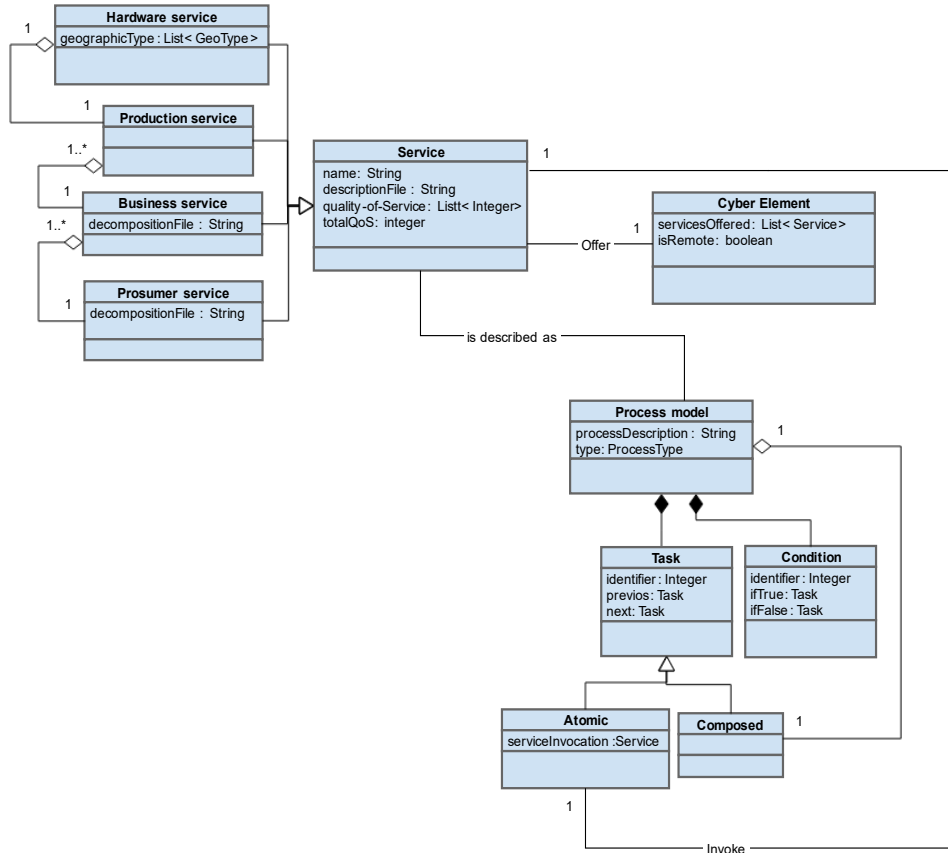 Hardware service
1
geographicType : List< GeoType >
1
Production service
1..*
1
Business service
decompositionFile : String
1..*
1
Prosumer service
decompositionFile : String
Service
name: String
descriptionFile : String
quality-of-Service: Listt< Integer>
totalQoS: integer
1
Offer
1
Cyber Element
servicesOffered: List< Service>
isRemote: boolean
is described as
Process model
processDescription : String
type: ProcessType
1
Task
identifier: Integer
previos: Task
next: Task
Condition
identifier: Integer
ifTrue: Task
ifFalse: Task
Atomic
serviceInvocation :Service
Composed
1
1
Invoke